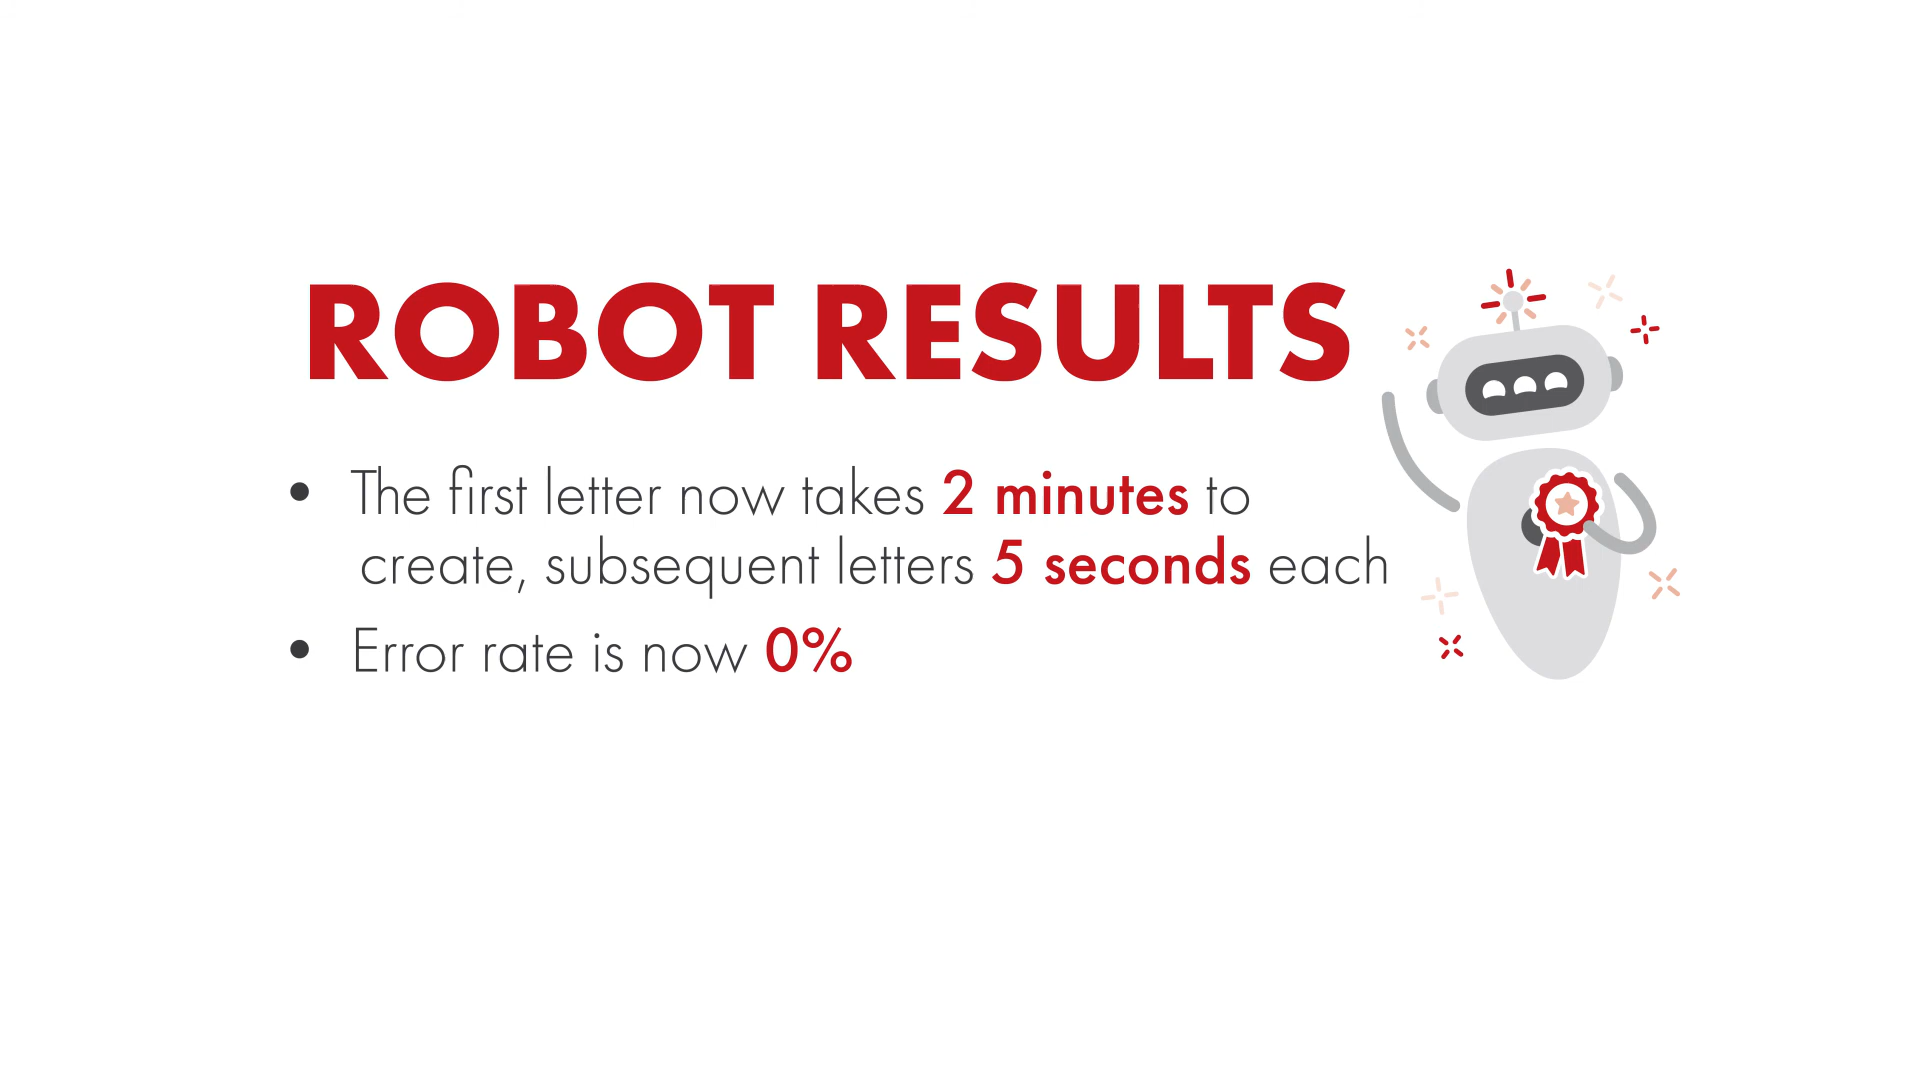 ROBOT RESULTS
• The first letter now takes 2 minutes to
create, subsequent letters 5 seconds each
• Error rate is now 0%